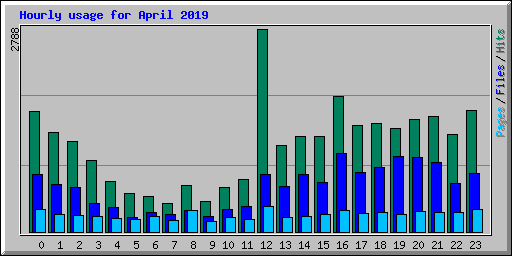 Hourly usage for April 2019
2788
Pages / Files / Hits
0 1 2 3 4 5 6 7 8 9 10 11 12 13 14 15 16 17 18 19 20 21 22 23